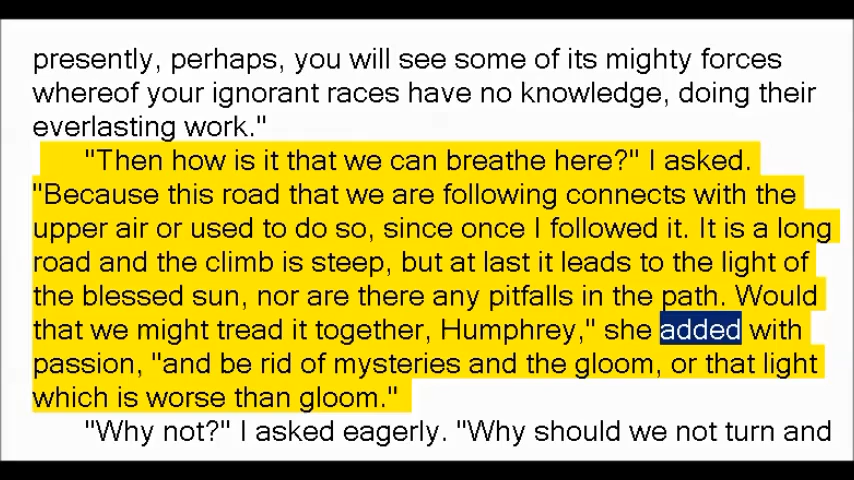 presently, perhaps, you will see some of its mighty forces
whereof your ignorant races have no knowledge, doing their
everlasting work."
"Then how is it that we can breathe here?" I asked.
"Because this road that we are following connects with the
upper air or used to do so, since once I followed it. It is a long
road and the climb is steep, but at last it leads to the light of
the blessed sun, nor are there any pitfalls in the path. Would
that we might tread it together, Humphrey," she added with
passion, "and be rid of mysteries and the gloom, or that light
which is worse than gloom."
"Why not?" I asked eagerly. "Why should we not turn and